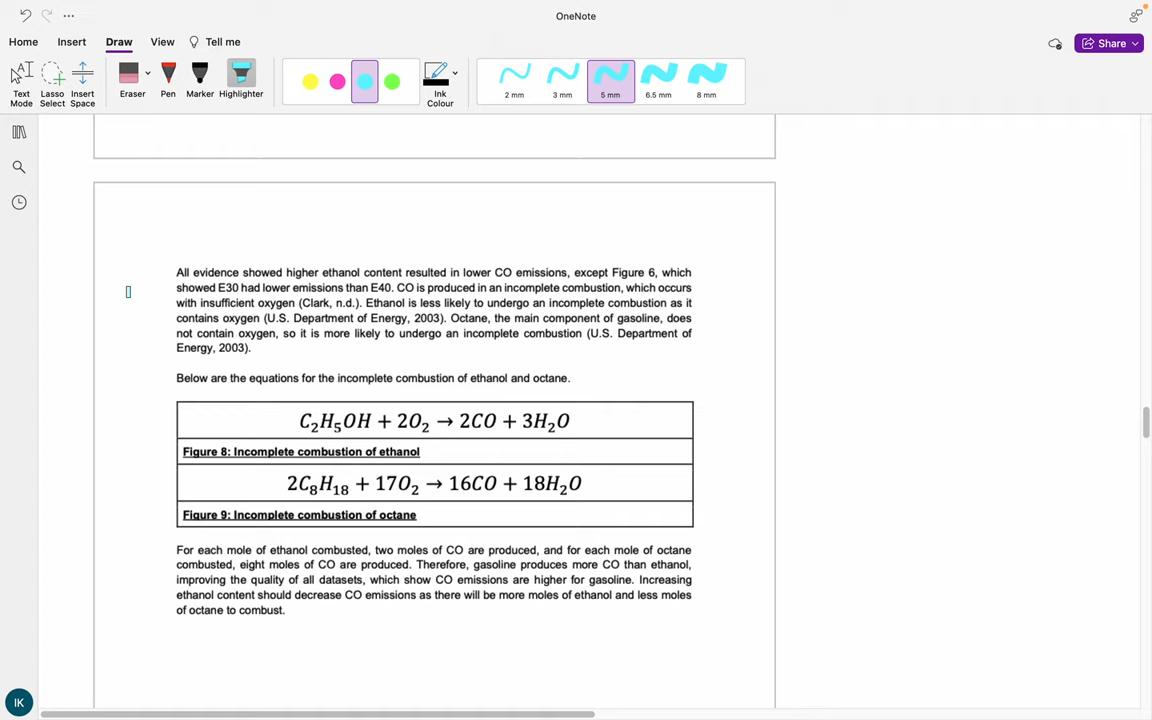 OneNote
Home Insert Draw View Tell me
Share
Text Mode
Lasso Select
Insert Space
Eraser
Pen
Marker
Highlighter
Ink Colour
2 mm
3 mm
5 mm
6.5 mm
8 mm
All evidence showed higher ethanol content resulted in lower CO emissions, except Figure 6, which
showed E30 had lower emissions than E40. CO is produced in an incomplete combustion, which occurs
with insufficient oxygen (Clark, n.d.). Ethanol is less likely to undergo an incomplete combustion as it
contains oxygen (U.S. Department of Energy, 2003). Octane, the main component of gasoline, does
not contain oxygen, so it is more likely to undergo an incomplete combustion (U.S. Department of
Energy, 2003).
Below are the equations for the incomplete combustion of ethanol and octane.
C₂H₅OH + 2O₂ → 2CO + 3H₂O
Figure 8: Incomplete combustion of ethanol
2C₈H₁₈ + 17O₂ → 16CO + 18H₂O
Figure 9: Incomplete combustion of octane
For each mole of ethanol combusted, two moles of CO are produced, and for each mole of octane
combusted, eight moles of CO are produced. Therefore, gasoline produces more CO than ethanol,
improving the quality of all datasets, which show CO emissions are higher for gasoline. Increasing
ethanol content should decrease CO emissions as there will be more moles of ethanol and less moles
of octane to combust.
IK